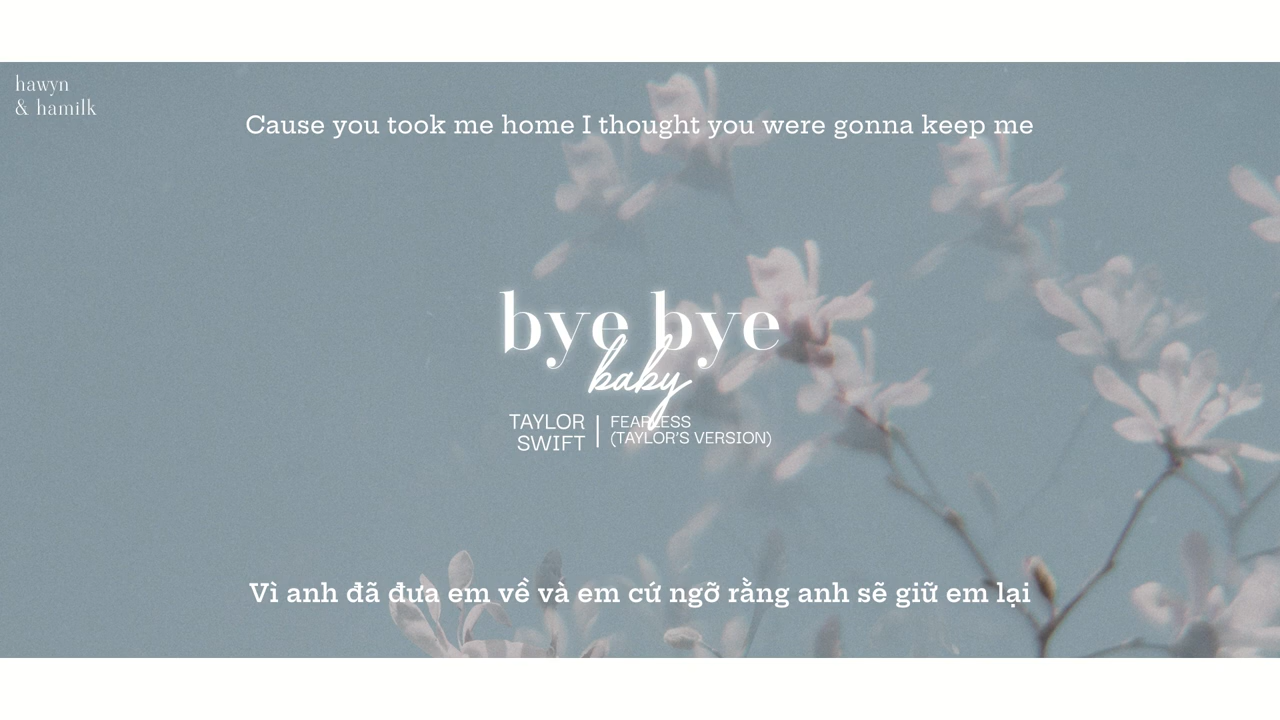 hawyn
& hamilk
Cause you took me home I thought you were gonna keep me
bye bye
baby
TAYLOR
SWIFT
FEARLESS
(TAYLOR'S VERSION)
Vì anh đã đưa em về và em cứ ngỡ rằng anh sẽ giữ em lại